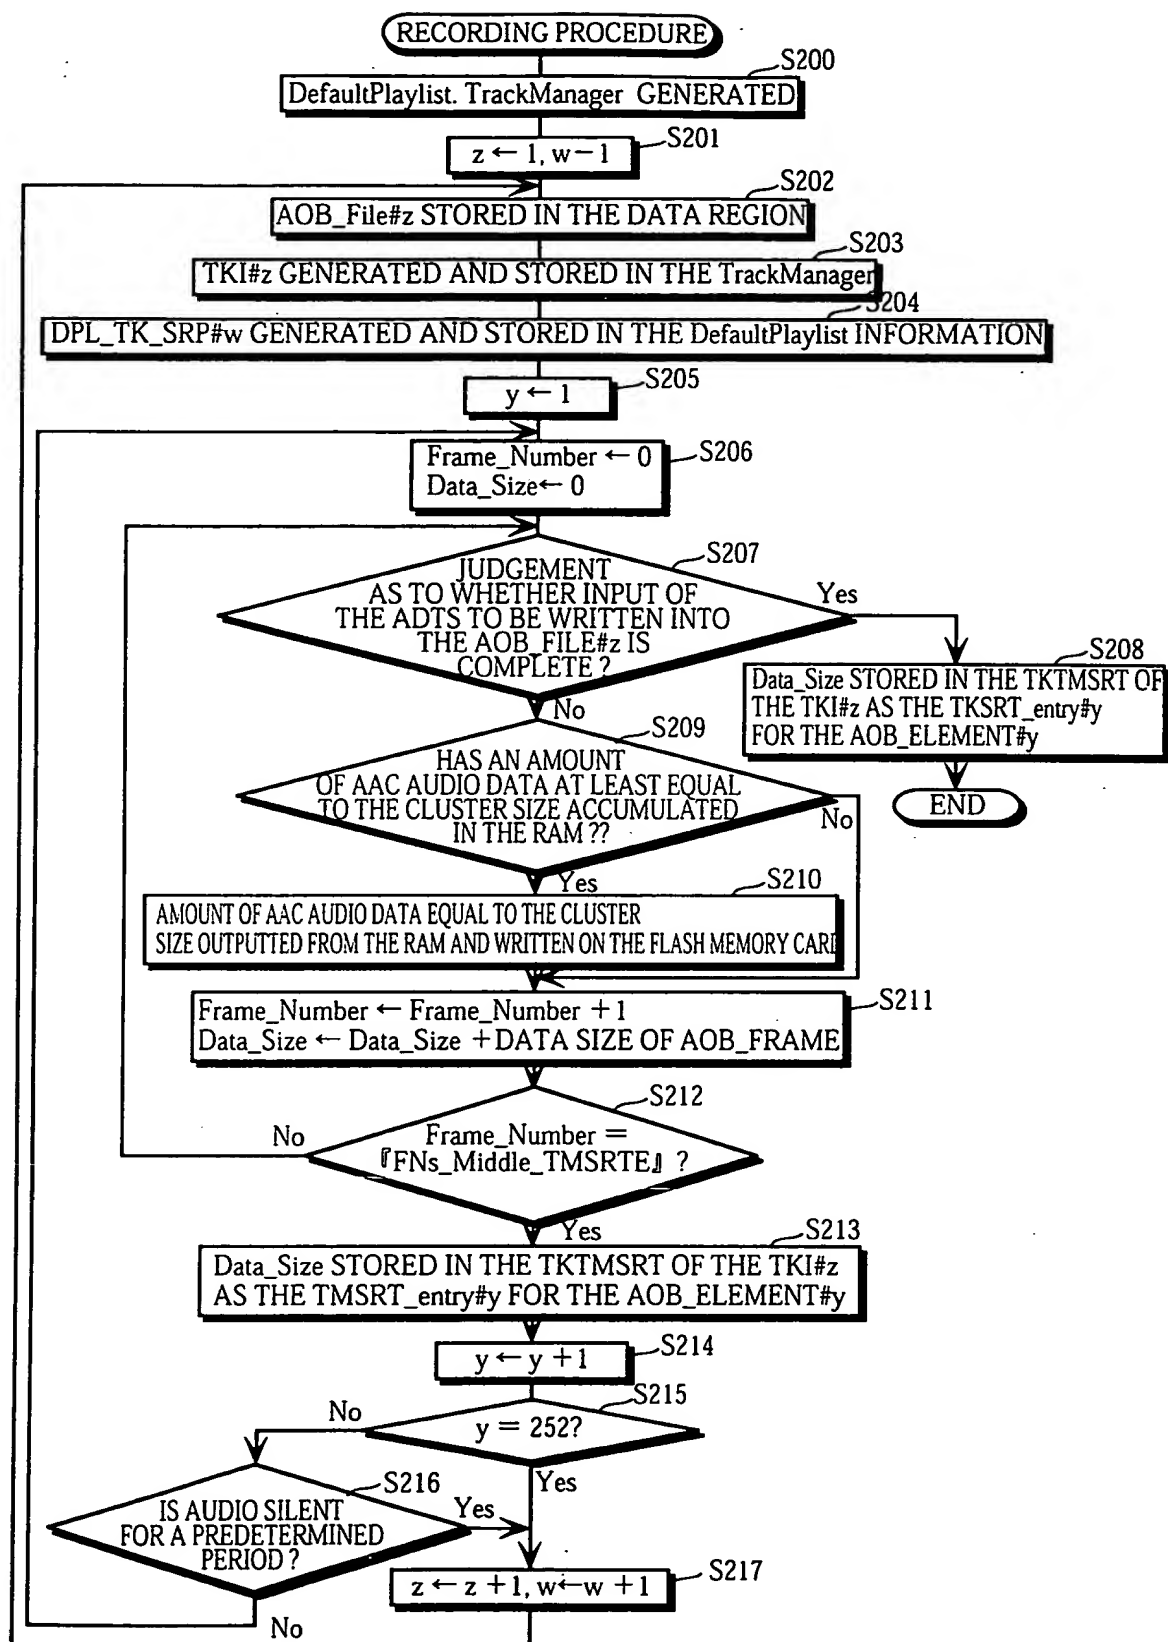 RECORDING PROCEDURE
S200
DefaultPlaylist. TrackManager GENERATED
S201
z ← 1, w－1
S202
AOB_File#z STORED IN THE DATA REGION
S203
TKI#z GENERATED AND STORED IN THE TrackManager
S204
DPL_TK_SRP#w GENERATED AND STORED IN THE DefaultPlaylist INFORMATION
S205
y ← 1
S206
Frame_Number ← 0
Data_Size ← 0
S207
JUDGEMENT
AS TO WHETHER INPUT OF
THE ADTS TO BE WRITTEN INTO
THE AOB_FILE#z IS
COMPLETE ?
Yes
No
S208
Data_Size STORED IN THE TKTMSRT OF
THE TKI#z AS THE TKSRT_entry#y
FOR THE AOB_ELEMENT#y
END
S209
HAS AN AMOUNT
OF AAC AUDIO DATA AT LEAST EQUAL
TO THE CLUSTER SIZE ACCUMULATED
IN THE RAM ??
No
Yes
S210
AMOUNT OF AAC AUDIO DATA EQUAL TO THE CLUSTER
SIZE OUTPUTTED FROM THE RAM AND WRITTEN ON THE FLASH MEMORY CARD
S211
Frame_Number ← Frame_Number +1
Data_Size ← Data_Size +DATA SIZE OF AOB_FRAME
S212
Frame_Number =
『FNs_Middle_TMSRTE』 ?
No
Yes
S213
Data_Size STORED IN THE TKTMSRT OF THE TKI#z
AS THE TMSRT_entry#y FOR THE AOB_ELEMENT#y
S214
y ← y +1
S215
y = 252?
No
Yes
S216
IS AUDIO SILENT
FOR A PREDETERMINED
PERIOD ?
Yes
No
S217
z ← z +1, w←w +1